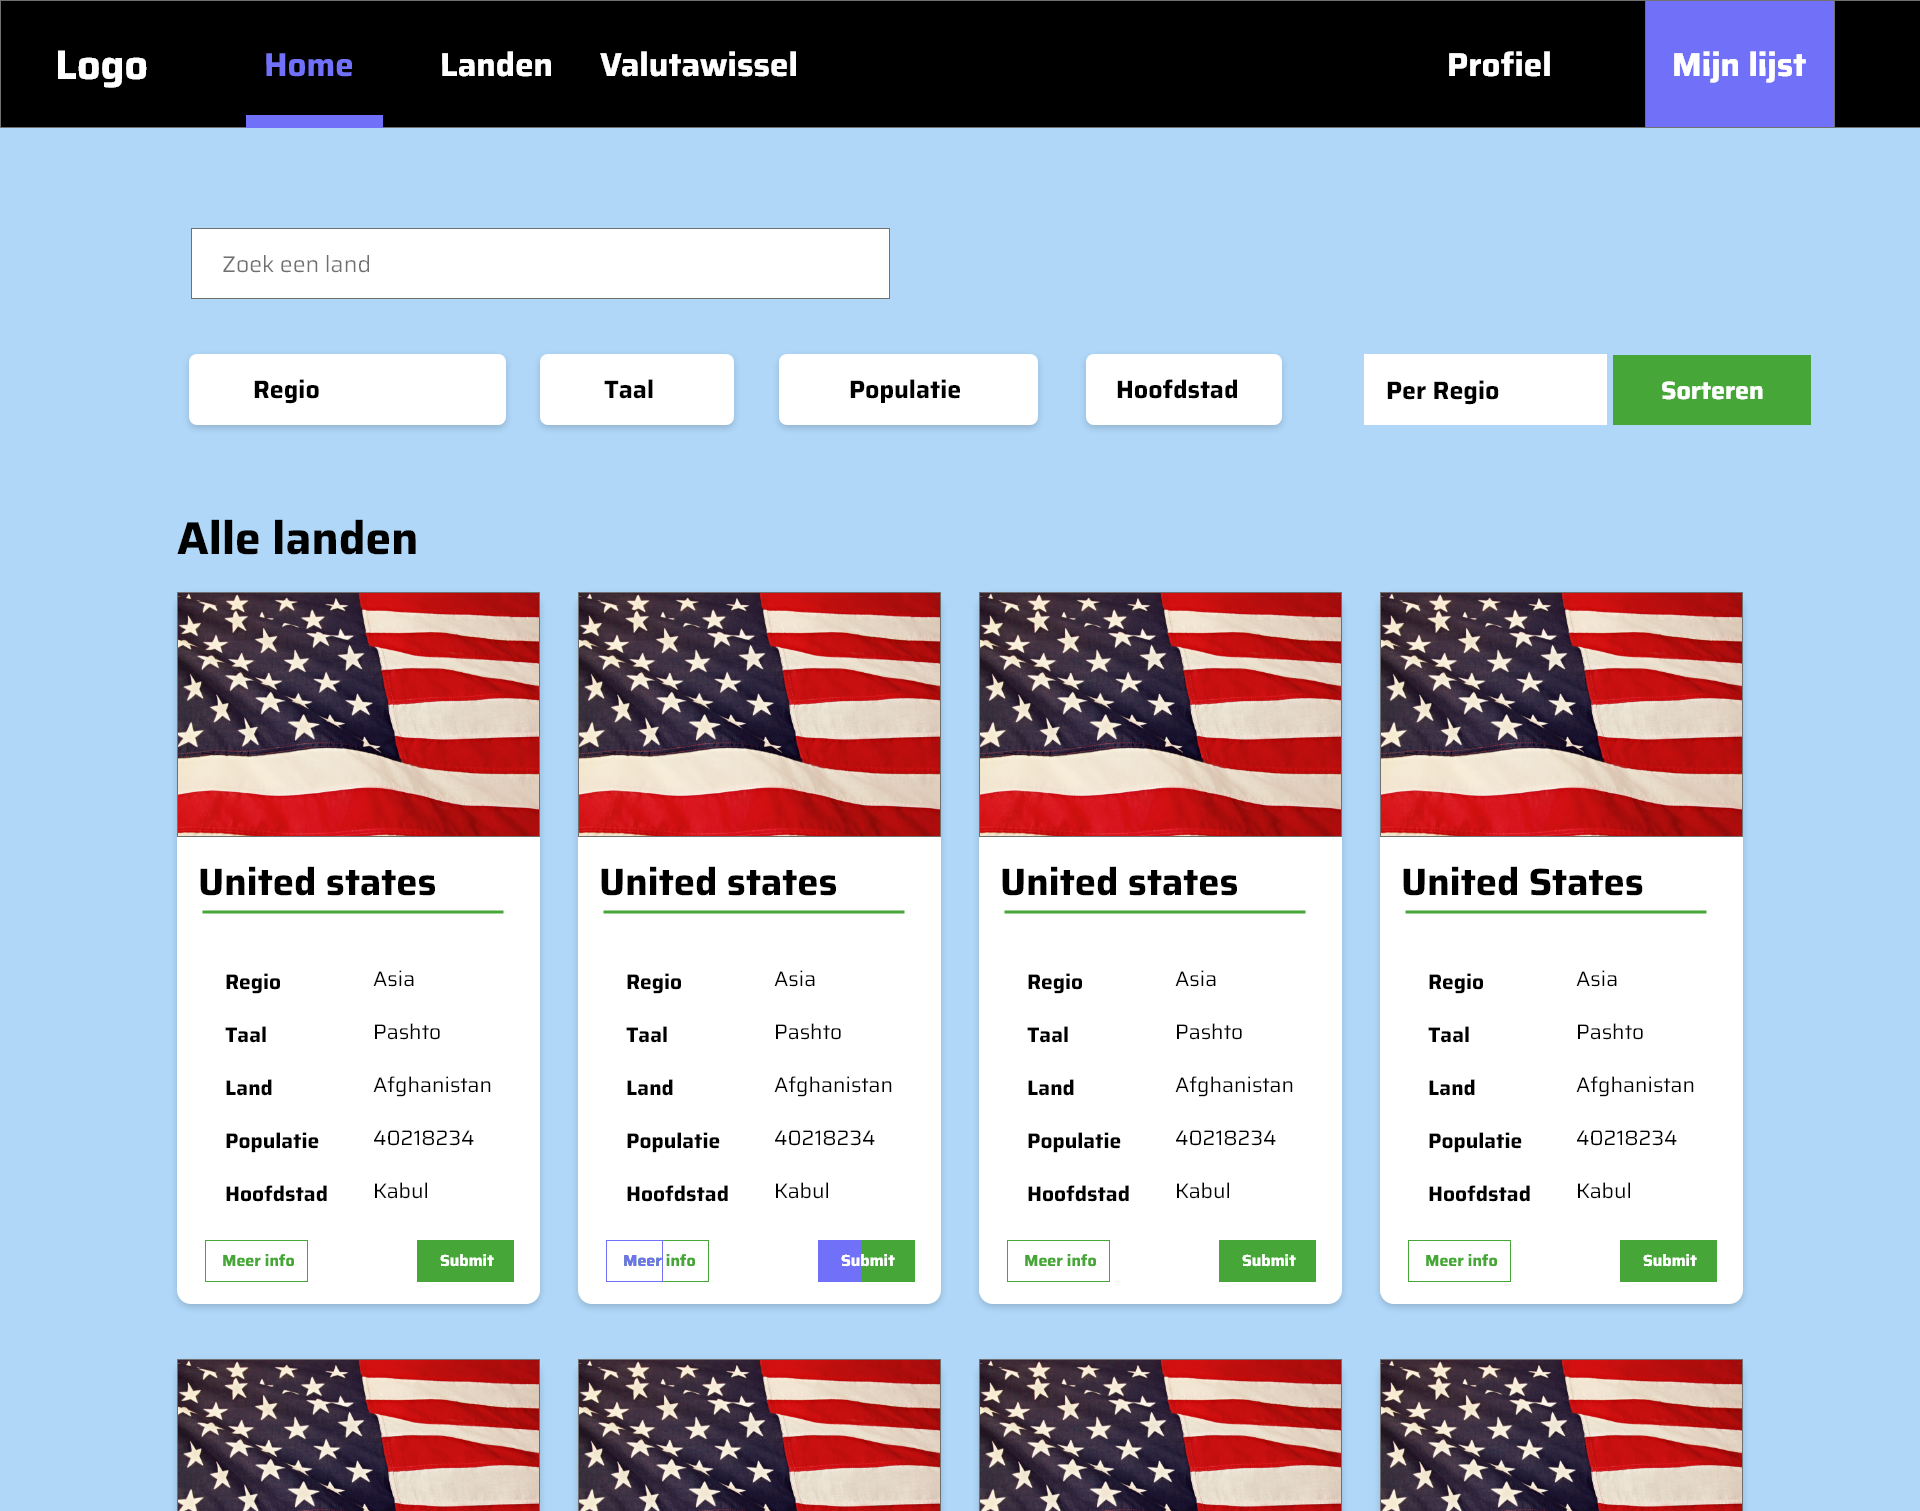 Logo Home Landen Valutawissel Profiel Mijn lijst
Zoek een land
Regio Taal Populatie Hoofdstad Per Regio Sorteren
Alle landen
United states United states United states United States
Regio Asia Regio Asia Regio Asia Regio Asia
Taal Pashto Taal Pashto Taal Pashto Taal Pashto
Land Afghanistan Land Afghanistan Land Afghanistan Land Afghanistan
Populatie 40218234 Populatie 40218234 Populatie 40218234 Populatie 40218234
Hoofdstad Kabul Hoofdstad Kabul Hoofdstad Kabul Hoofdstad Kabul
Meer info Submit Meer info Submit Meer info Submit Meer info Submit